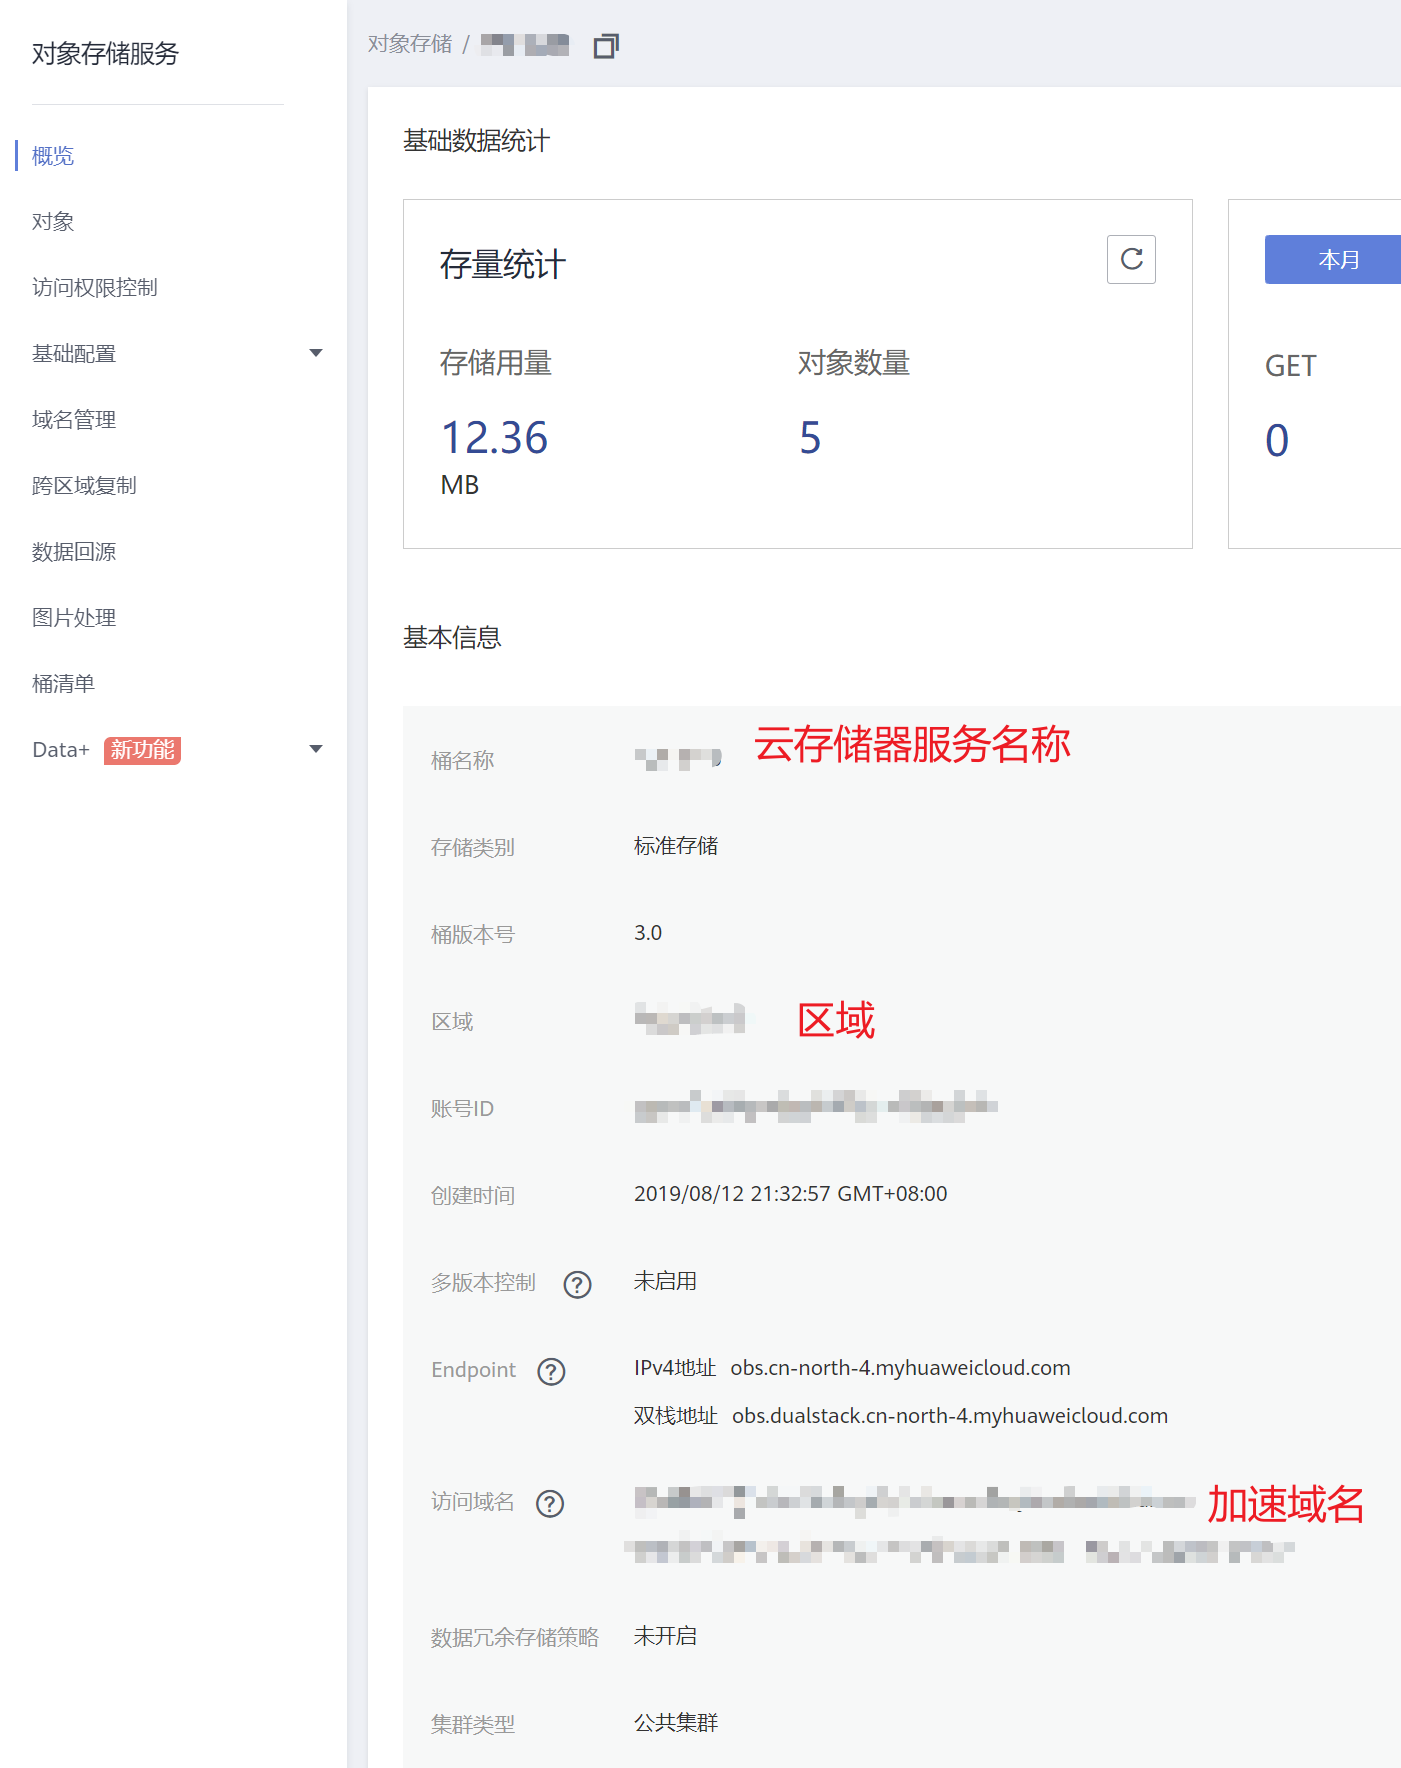 对象存储服务
概览
对象
访问权限控制
基础配置
域名管理
跨区域复制
数据回源
图片处理
桶清单
Data+ 新功能
对象存储 /
基础数据统计
存量统计
存储用量 对象数量
12.36 5
MB
本月
GET
0
基本信息
桶名称 云存储器服务名称
存储类别 标准存储
桶版本号 3.0
区域 区域
账号ID
创建时间 2019/08/12 21:32:57 GMT+08:00
多版本控制 ? 未启用
Endpoint ? IPv4地址 obs.cn-north-4.myhuaweicloud.com
双栈地址 obs.dualstack.cn-north-4.myhuaweicloud.com
访问域名 ? 加速域名
数据冗余存储策略 未开启
集群类型 公共集群